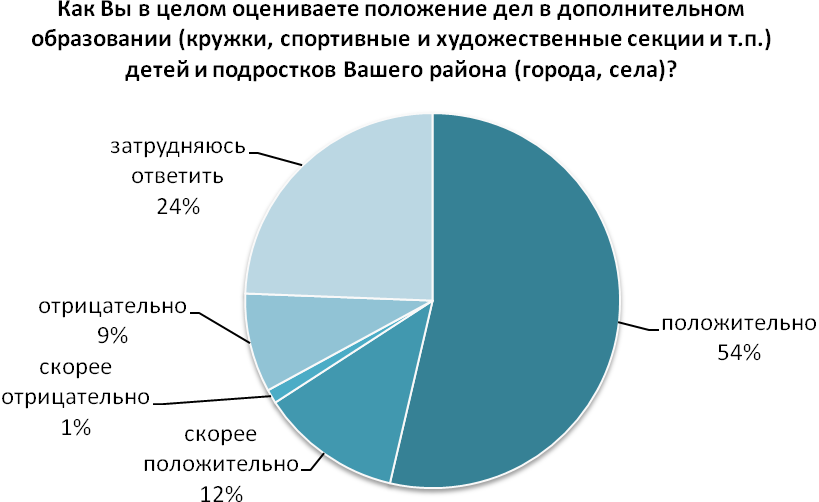 Как Вы в целом оцениваете положение дел в дополнительном
образовании (кружки, спортивные и художественные секции и т.п.)
детей и подростков Вашего района (города, села)?
затрудняюсь
ответить
24%
отрицательно
9%
скорее
отрицательно
1%
скорее
положительно
12%
положительно
54%